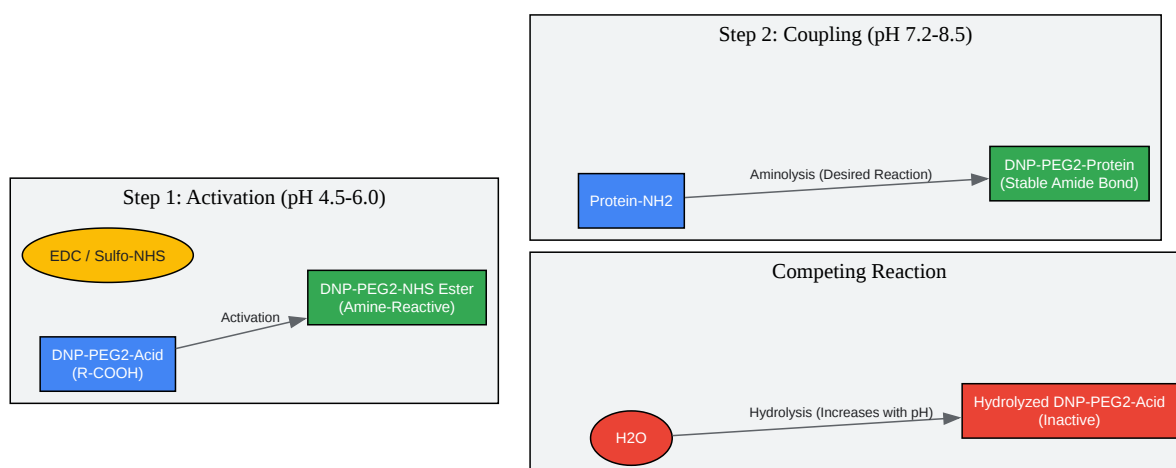 Step 1: Activation (pH 4.5-6.0)
EDC / Sulfo-NHS
DNP-PEG2-NHS Ester
(Amine-Reactive)
Activation
DNP-PEG2-Acid
(R-COOH)
Step 2: Coupling (pH 7.2-8.5)
Protein-NH2
Aminolysis (Desired Reaction)
DNP-PEG2-Protein
(Stable Amide Bond)
Competing Reaction
H2O
Hydrolysis (Increases with pH)
Hydrolyzed DNP-PEG2-Acid
(Inactive)